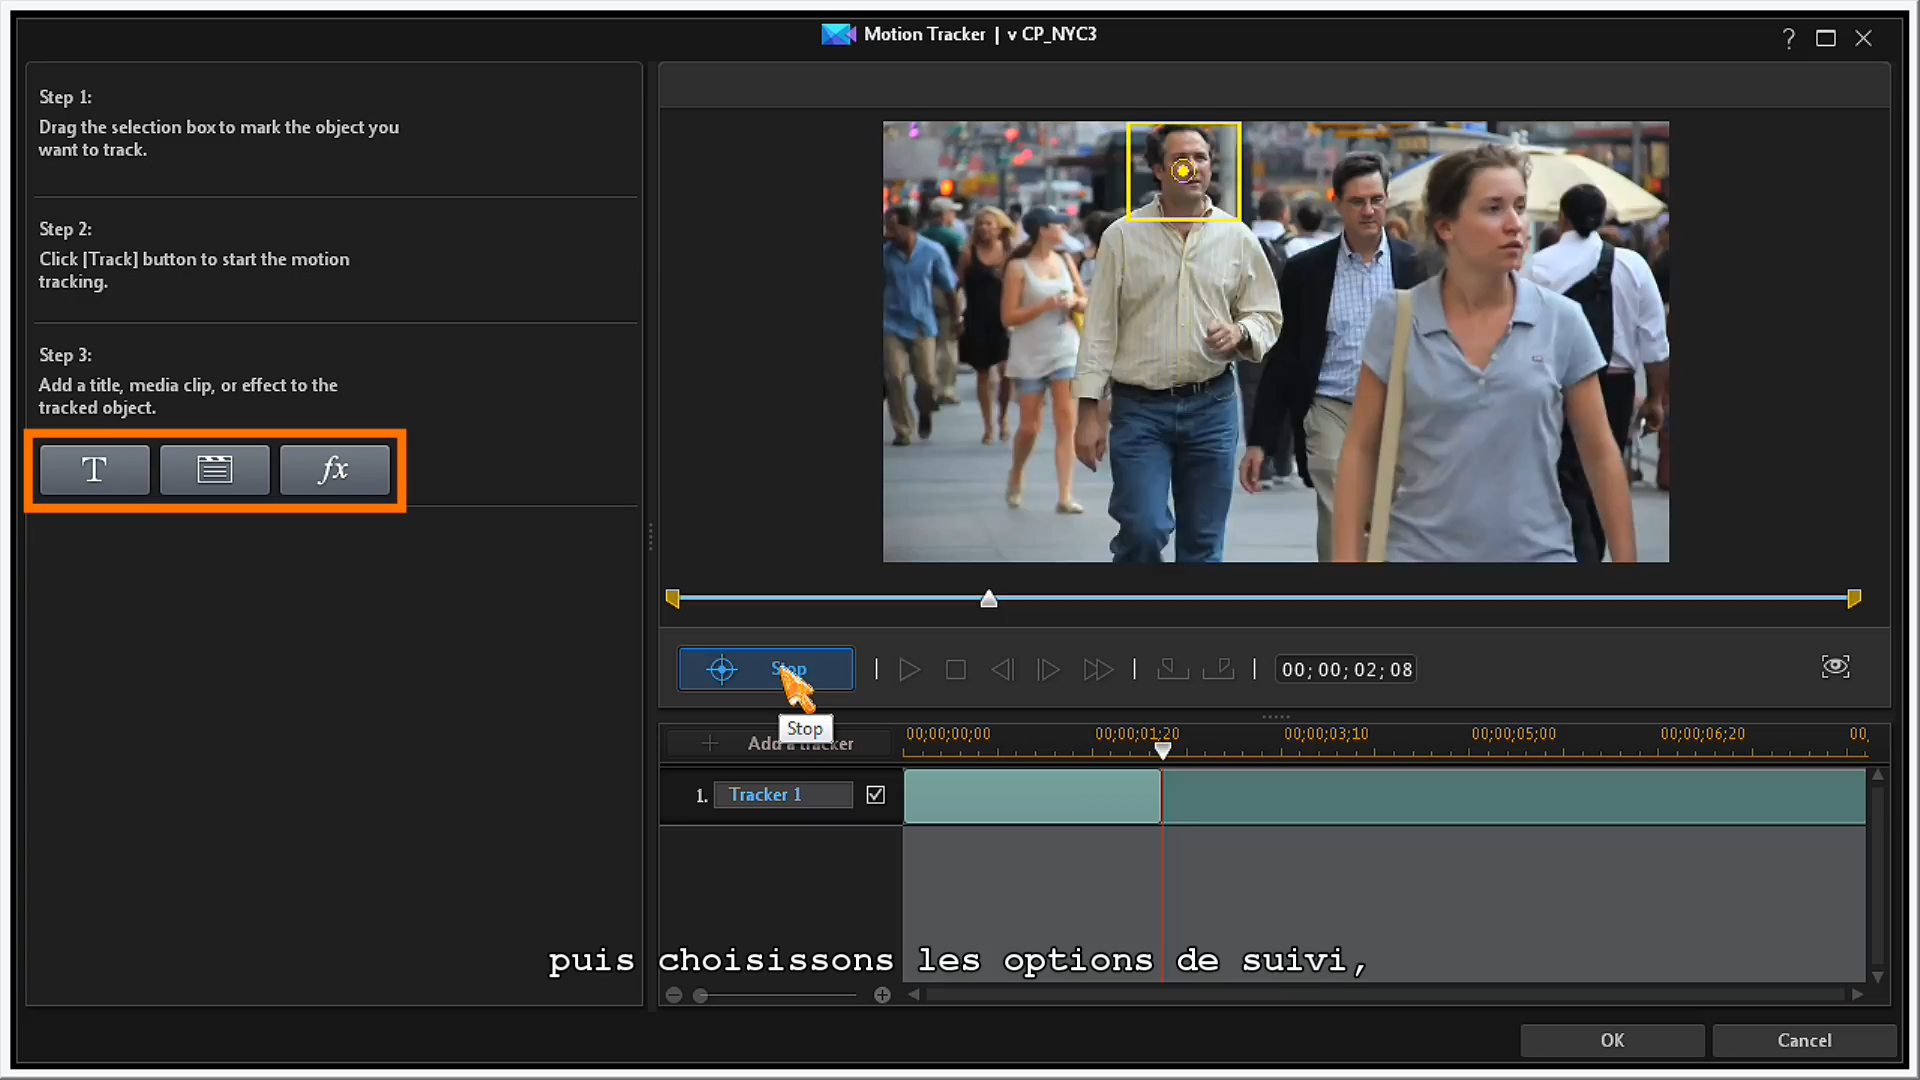 Motion Tracker | v CP_NYC3
?
Step 1:
Drag the selection box to mark the object you
want to track.
Step 2:
Click [Track] button to start the motion
tracking.
Step 3:
Add a title, media clip, or effect to the
tracked object.
T
fx
Stop
00;00;02;08
Stop
Add a tracker
00;00;00;00
00;00;01;20
00;00;03;10
00;00;05;00
00;00;06;20
00;
1.
Tracker 1
puis choisissons les options de suivi,
OK
Cancel